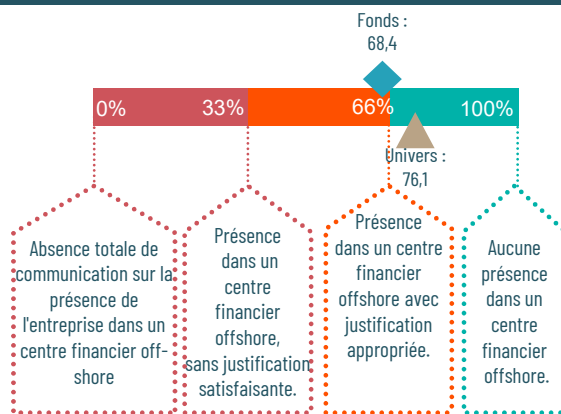 Fonds :
68,4
0%
33%
66%
100%
Univers :
76,1
Absence totale de
communication sur la
présence de
l'entreprise dans un
centre financier off-
shore
Présence
dans un
centre
financier
offshore,
sans justification
satisfaisante.
Présence
dans un centre
financier
offshore avec
justification
appropriée.
Aucune
présence
dans un
centre
financier
offshore.